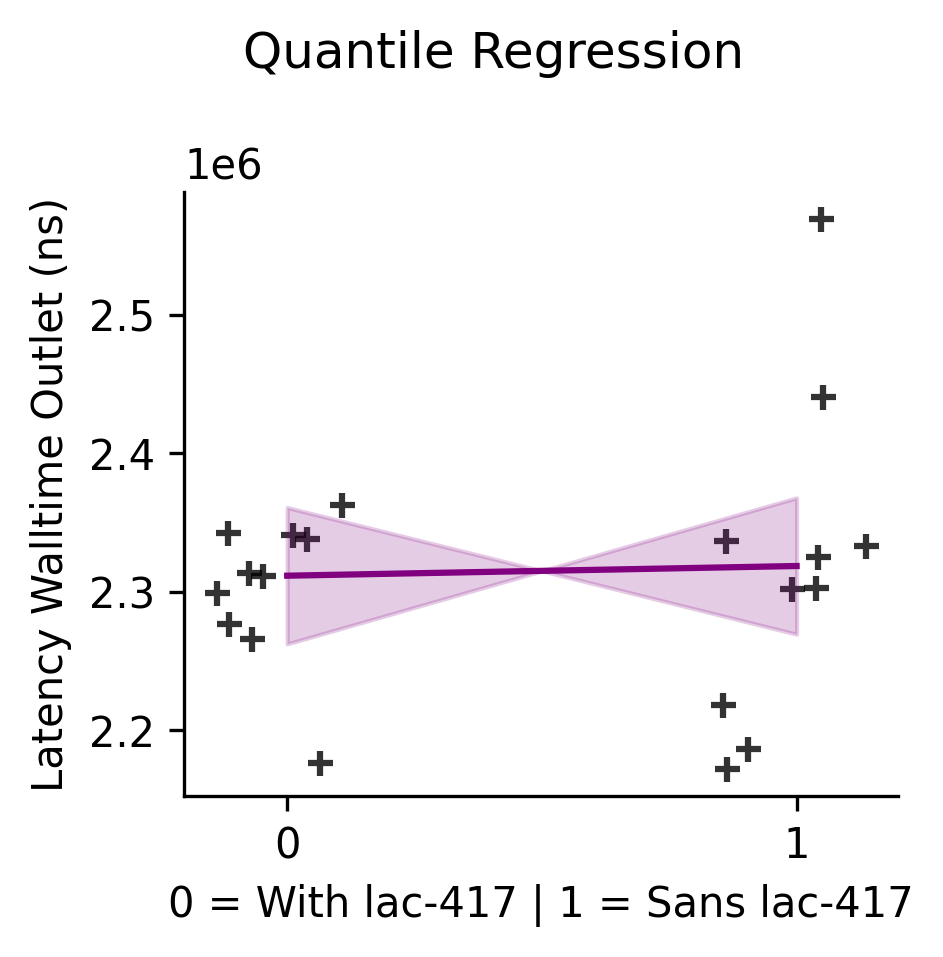 Quantile Regression
1e6
Latency Walltime Outlet (ns)
2.5
2.4
2.3
2.2
0
1
0 = With lac-417 | 1 = Sans lac-417